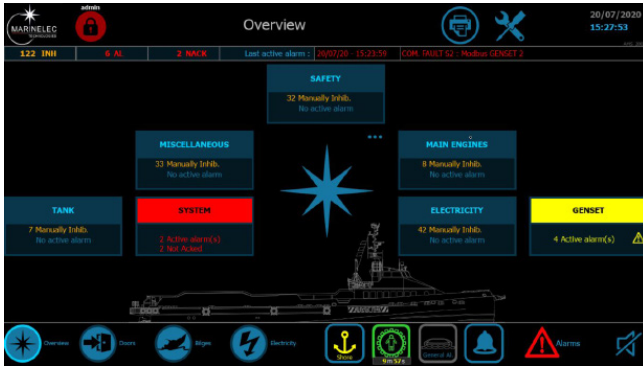 MARINELEC
TECHNOLOGIES
admin
Overview
20/07/2020
15:27:53
122 INH
6 AL
2 NACK
Last active alarm :
20/07/20 - 15:23:59
COM. FAULT S2 : Modbus GENSET 2
SAFETY
32 Manually Inhib.
No active alarm
MISCELLANEOUS
33 Manually Inhib.
No active alarm
MAIN ENGINES
8 Manually Inhib.
No active alarm
TANK
7 Manually Inhib.
No active alarm
SYSTEM
2 Active alarm(s)
2 Not Acked
ELECTRICITY
42 Manually Inhib.
No active alarm
GENSET
4 Active alarm(s)
Overview
Doors
Bilges
Electricity
Shore
9m57s
General Al
Alarms